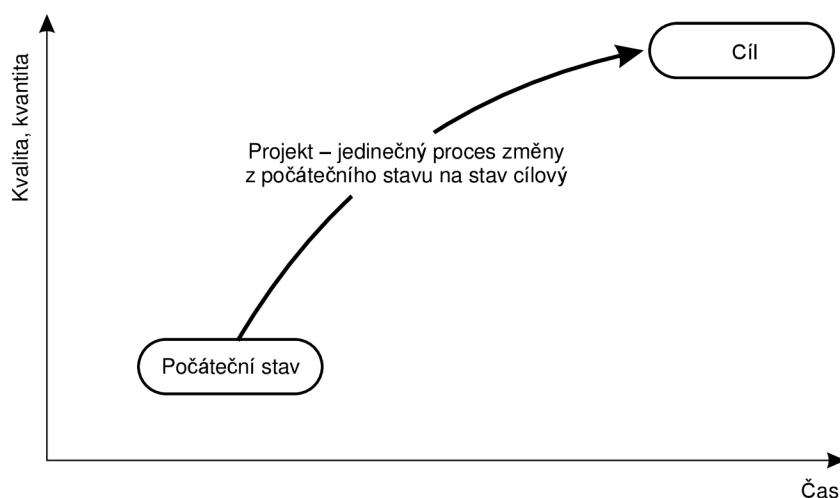 Kvalita, kvantita
Cíl
Projekt – jedinečný proces změny
z počátečního stavu na stav cílový
Počáteční stav
Čas